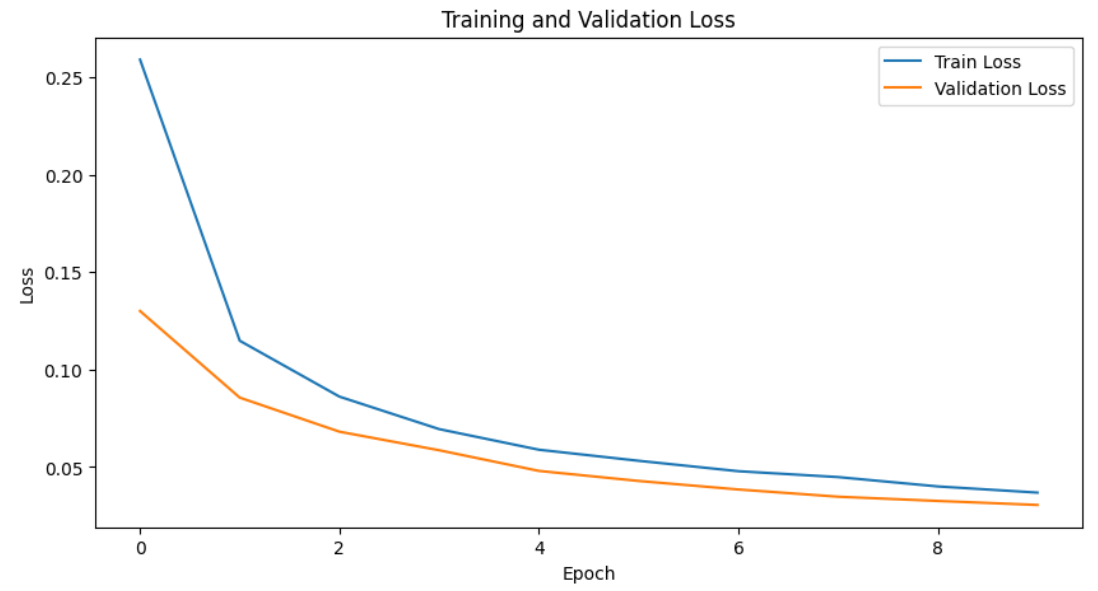 Training and Validation Loss
Train Loss
Validation Loss
0.25
0.20
0.15
0.10
0.05
Loss
0
2
4
6
8
Epoch